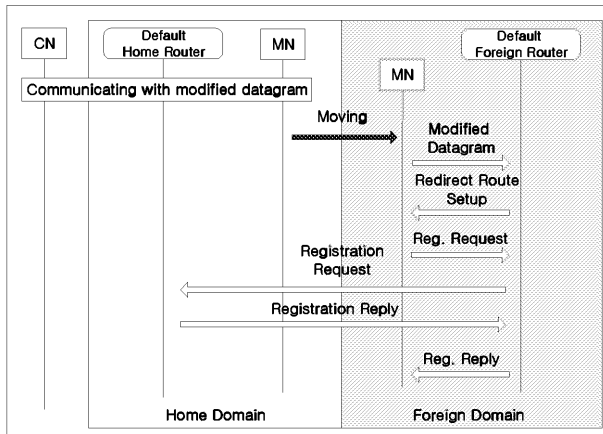 CN
Default
Home Router
MN
Default
Foreign Router
MN
Communicating with modified datagram
Moving
Modified
Datagram
Redirect Route
Setup
Reg. Request
Registration
Request
Registration Reply
Reg. Reply
Home Domain
Foreign Domain